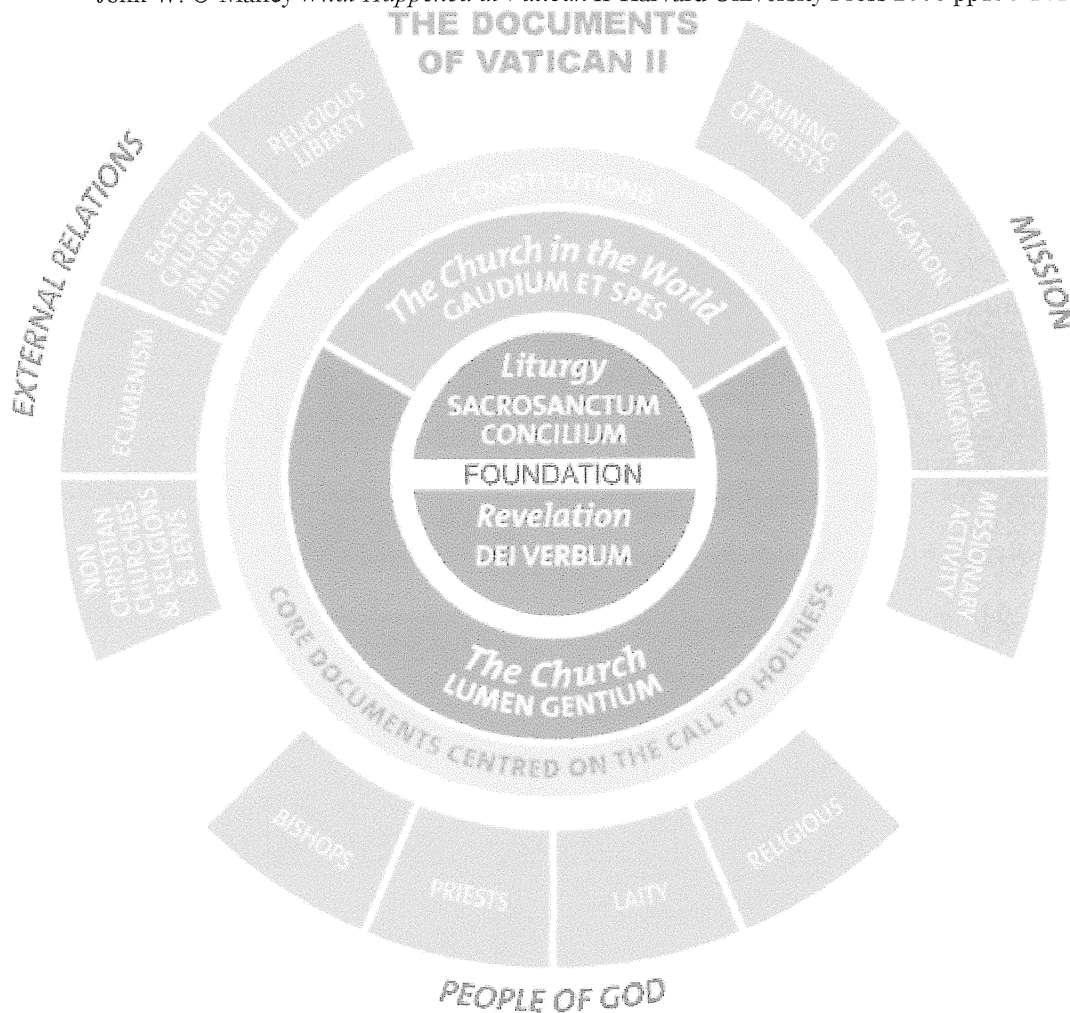 THE DOCUMENTS
OF VATICAN II
EXTERNAL RELATIONS
RELIGIOUS
LIBERTY
EASTERN
CHURCHES
IN UNION
WITH ROME
ECUMENISM
NON
CHRISTIAN
CHURCHES
& RELIGIONS
& JEWS
MISSION
TRAINING
OF PRIESTS
EDUCATION
SOCIAL
COMMUNICATION
MISSIONARY
ACTIVITY
CONSTITUTIONS
The Church in the World
GAUDIUM ET SPES
Liturgy
SACROSANCTUM
CONCILIUM
FOUNDATION
Revelation
DEI VERBUM
The Church
LUMEN GENTIUM
CORE DOCUMENTS CENTRED ON THE CALL TO HOLINESS
BISHOPS
PRIESTS
LAITY
RELIGIOUS
PEOPLE OF GOD